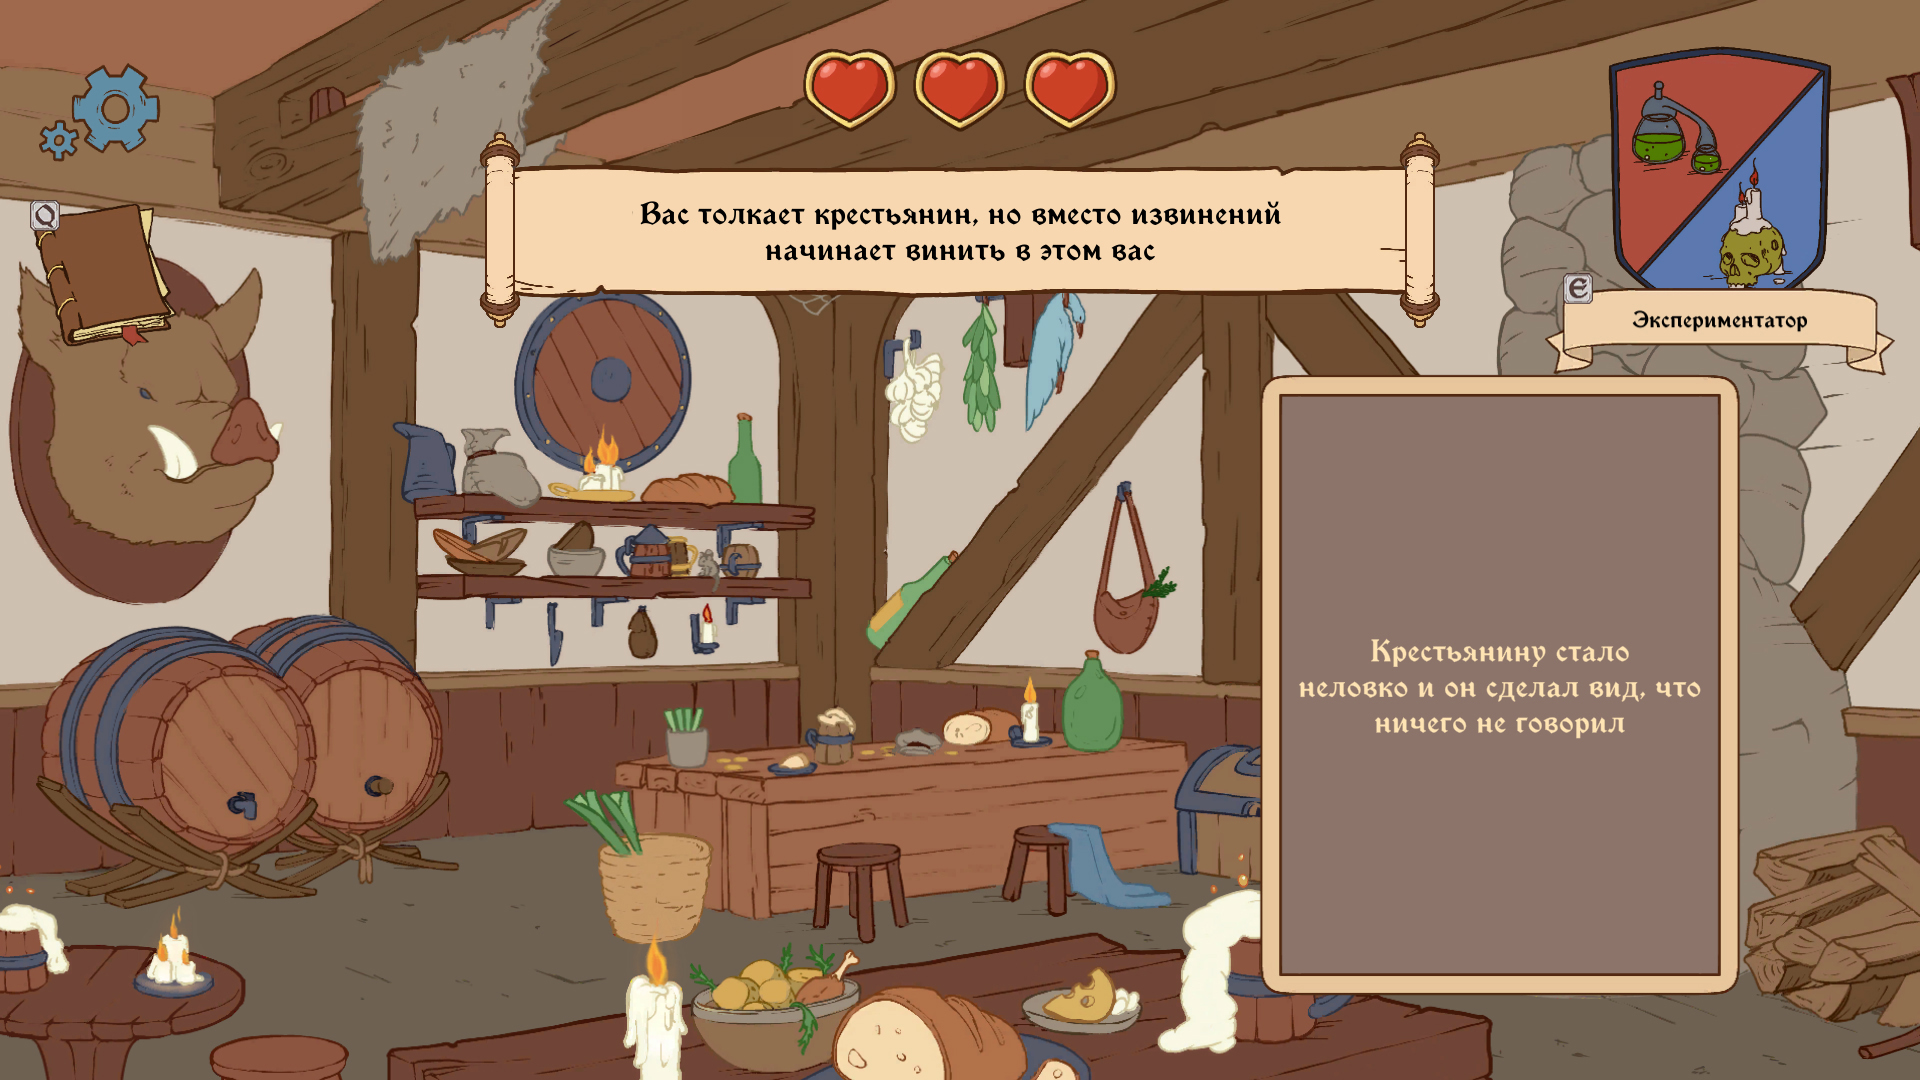 Вас толкает крестьянин, но вместо извинений
начинает винить в этом вас
Q
E
Экспериментатор
Крестьянину стало
неловко и он сделал вид, что
ничего не говорил